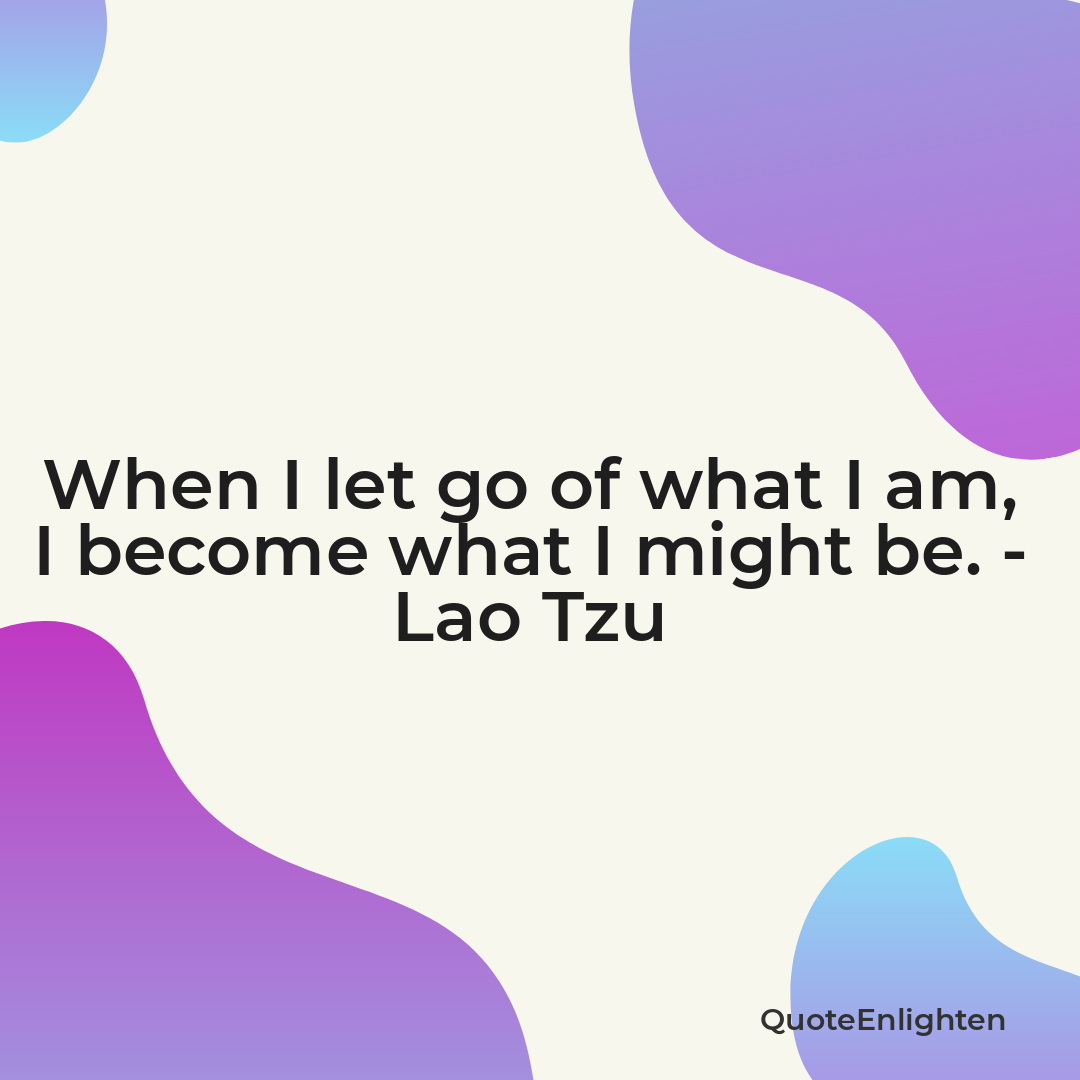 When I let go of what I am,
I become what I might be. -
Lao Tzu
QuoteEnlighten